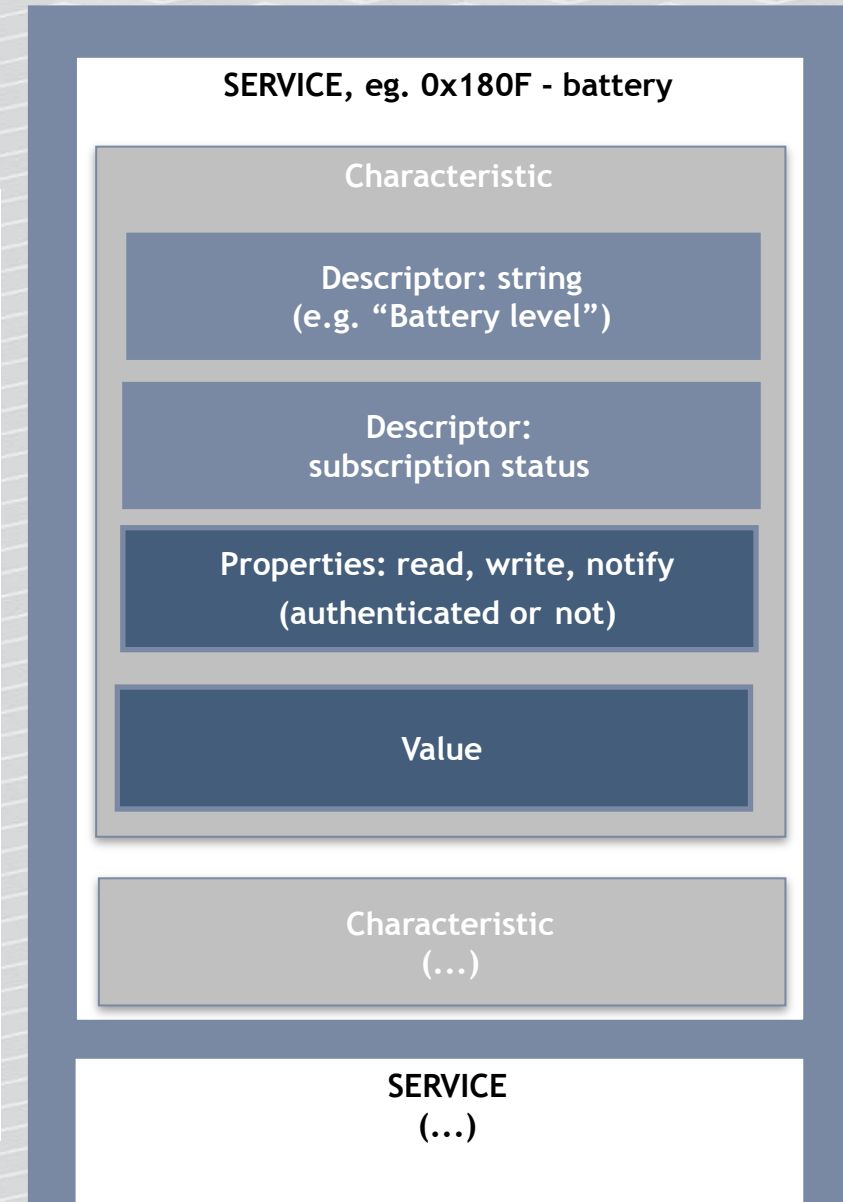 SERVICE, eg. 0x180F - battery
Characteristic
Descriptor: string
(e.g. “Battery level”)
Descriptor:
subscription status
Properties: read, write, notify
(authenticated or not)
Value
Characteristic
(...)
SERVICE
(...)